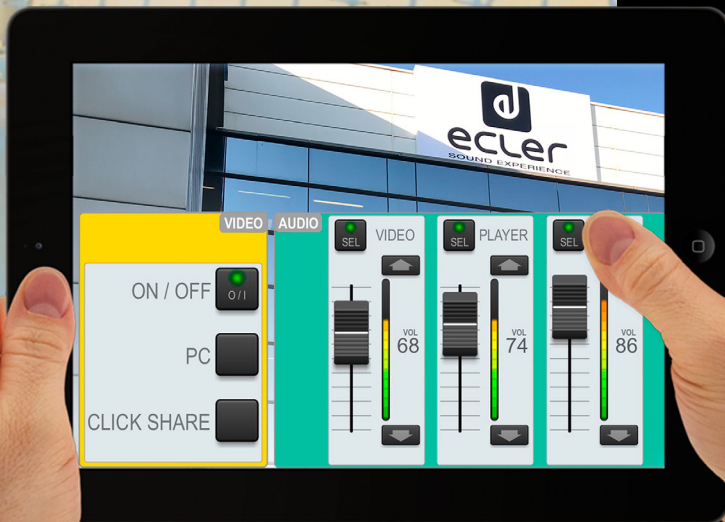 ecler
SOUND EXPERIENCE
VIDEO
AUDIO
SEL
VIDEO
SEL
PLAYER
SEL
ON / OFF
O / I
PC
CLICK SHARE
VOL
68
VOL
74
VOL
86